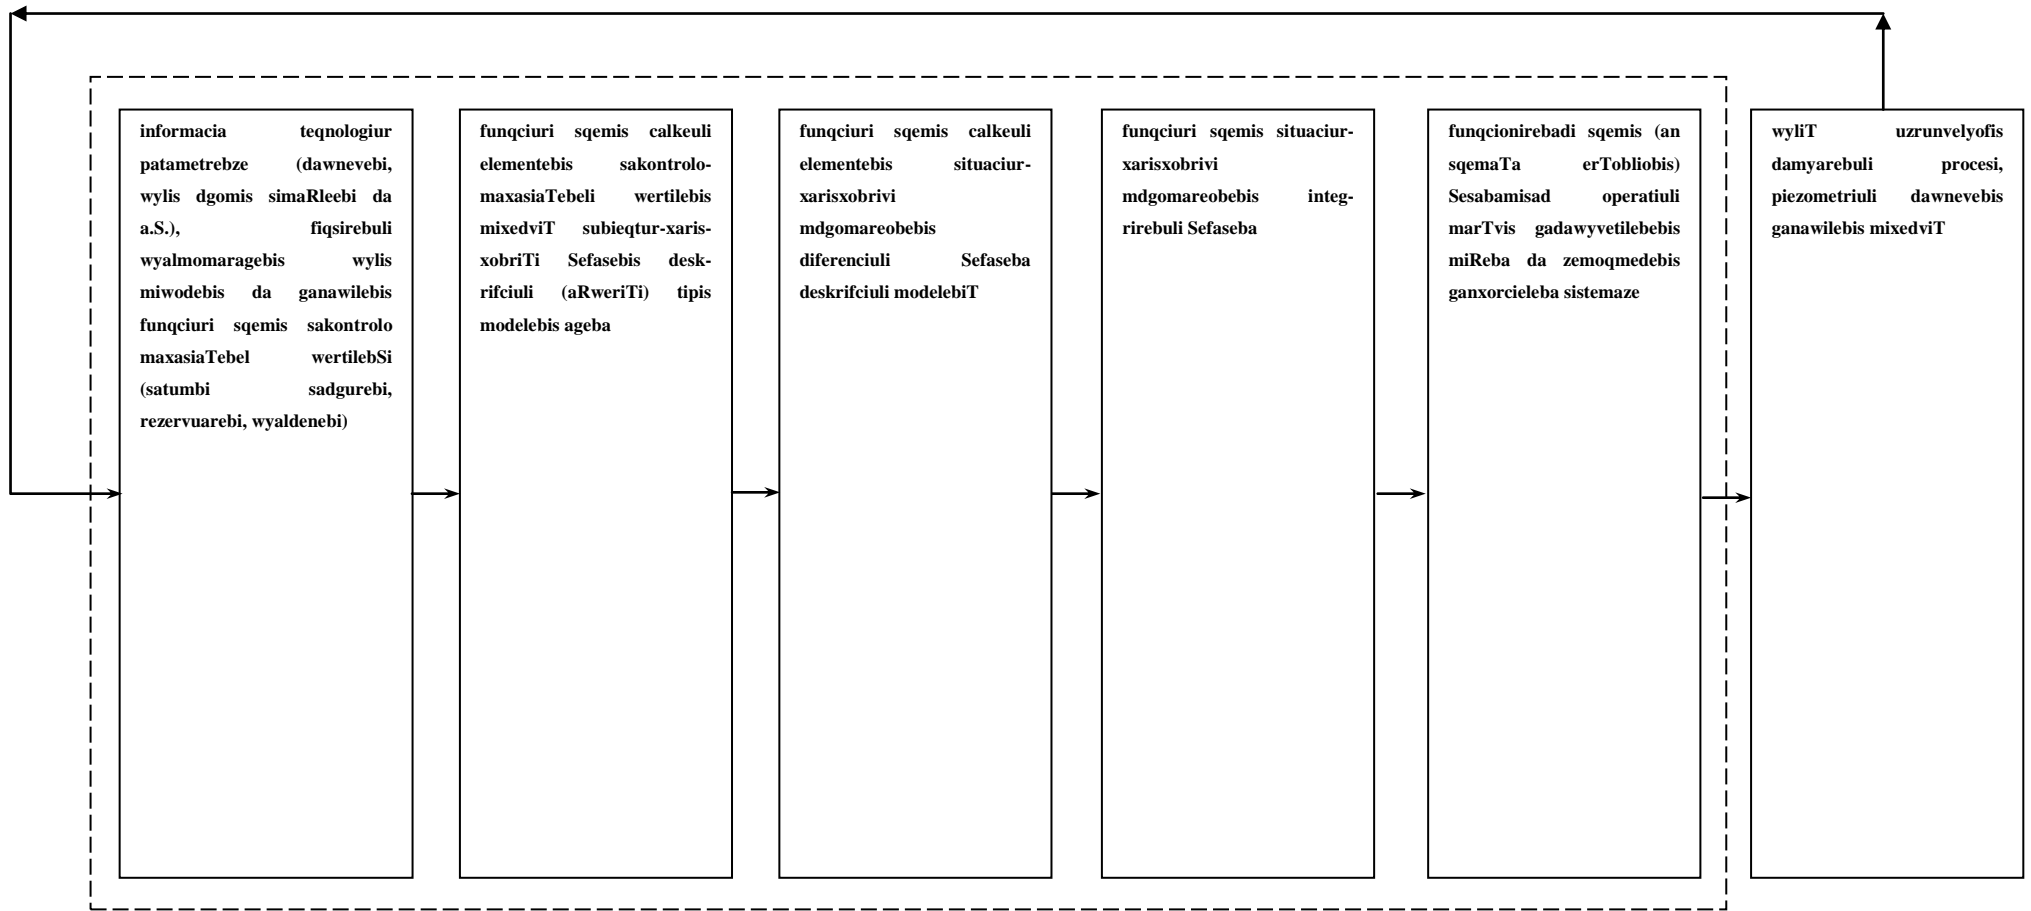 informacia teqnologiur
patametrebze (dawnevebi,
wylis dgomis simaRleebi da
a.S.), fiqsirebuli
wyalmomaragebis wylis
miwodebis da ganawilebis
funqciuri sqemis sakontrolo
maxasiaTebel wertilebSi
(satumbi sadgurebi,
rezervuarebi, wyaldenebi)
funqciuri sqemis calkeuli
elementebis sakontrolo-
maxasiaTebeli wertilebis
mixedviT subieqtur-xaris-
xobriTi Sefasebis desk-
rifciuli (aRweriTi) tipis
modelebis ageba
funqciuri sqemis calkeuli
elementebis situaciur-
xarisxobrivi
mdgomareobebis
diferenciuli Sefaseba
deskrifciuli modelebiT
funqciuri sqemis situaciur-
xarisxobrivi
mdgomareobebis integ-
rirebuli Sefaseba
funqcionirebadi sqemis (an
sqemaTa erTobliobis)
Sesabamisad operatiuli
marTvis gadawyvetilebebis
miReba da zemoqmedebis
ganxorcieleba sistemaze
wyliT uzrunvelyofis
damyarebuli procesi,
piezometriuli dawnevebis
ganawilebis mixedviT